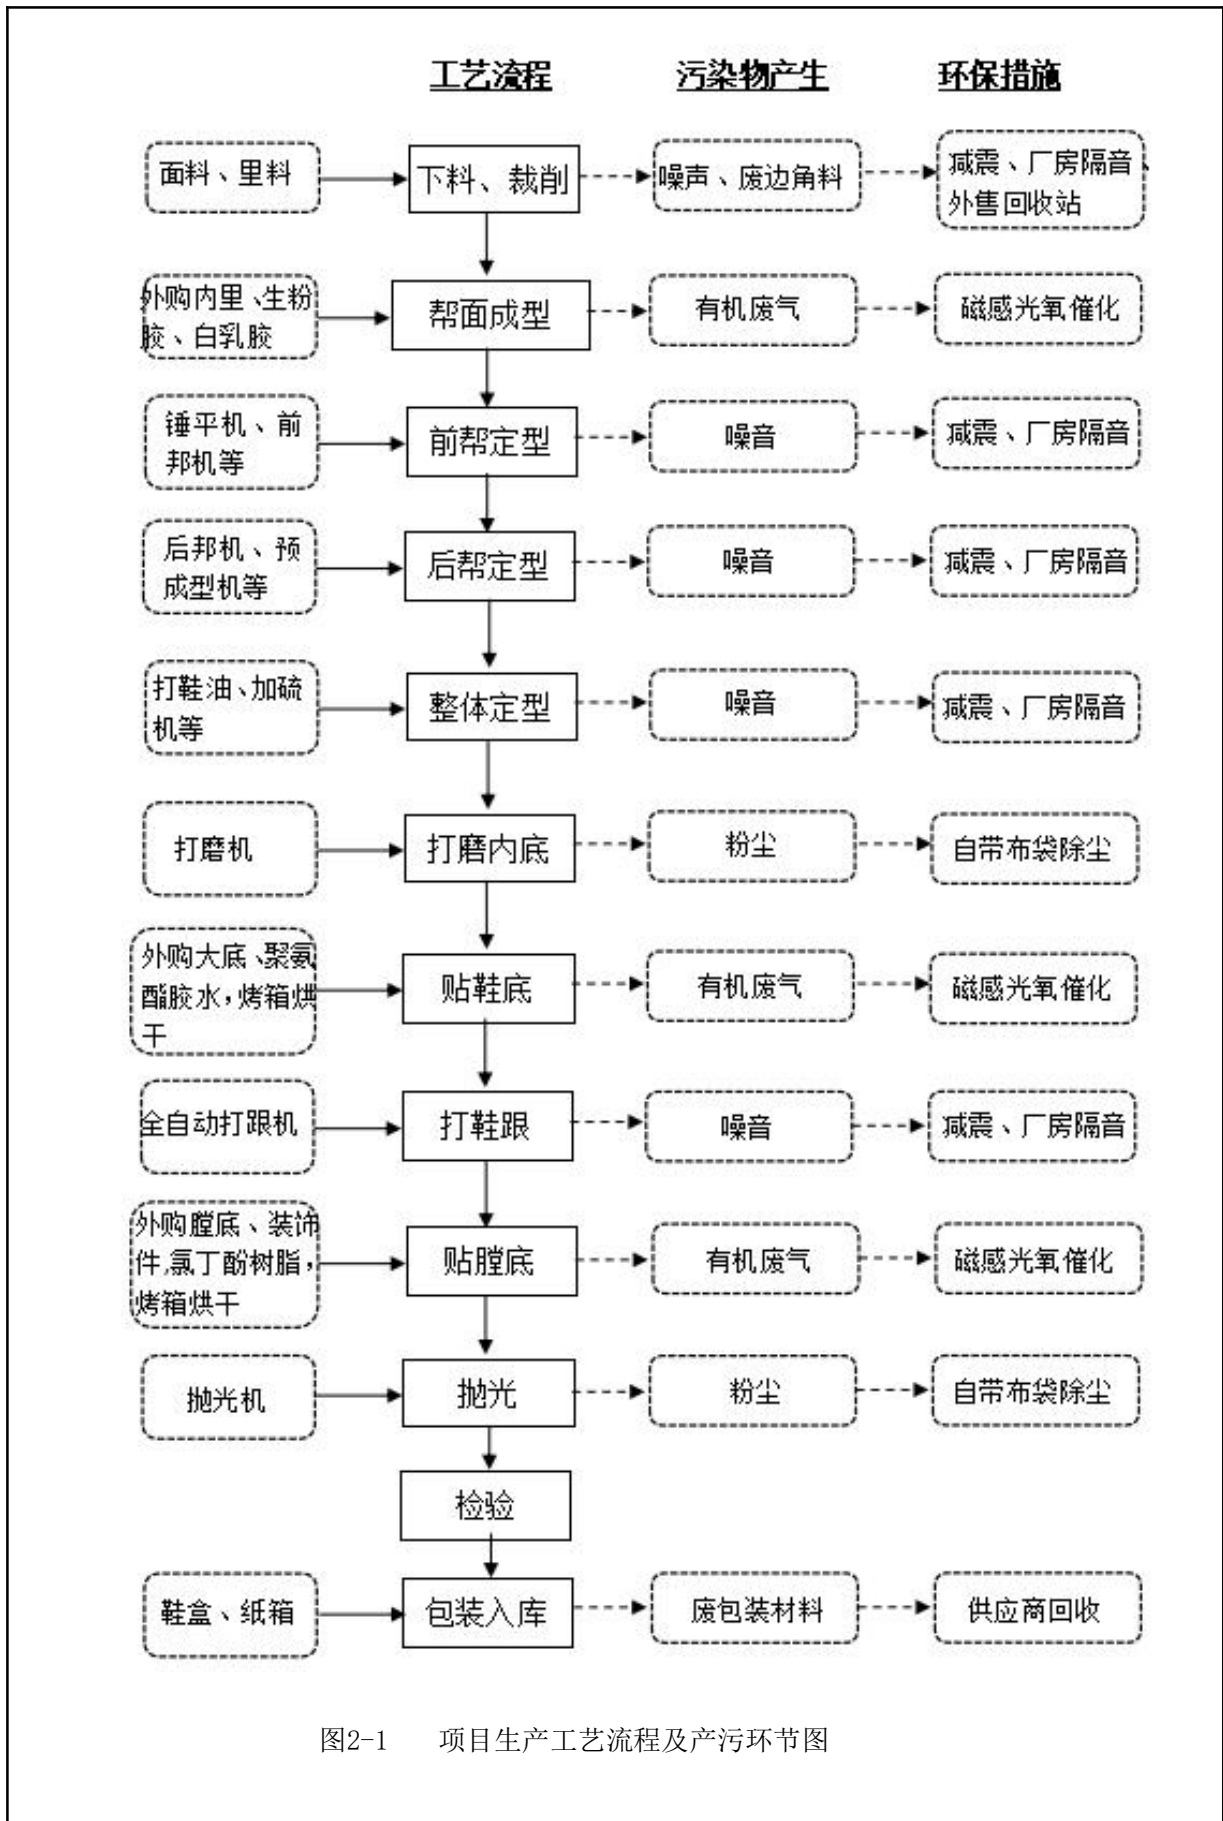 工艺流程 污染物产生 环保措施
面料、里料 下料、裁削 噪声、废边角料 减震、厂房隔音、
外售回收站
外购内里、生粉
胶、白乳胶
帮面成型 有机废气 磁感光氧催化
锤平机、前
邦机等
前帮定型 噪音 减震、厂房隔音
后邦机、预
成型机等
后帮定型 噪音 减震、厂房隔音
打鞋油、加硫
机等
整体定型 噪音 减震、厂房隔音
打磨机 打磨内底 粉尘 自带布袋除尘
外购大底、聚氨
酯胶水，烤箱烘
干
贴鞋底 有机废气 磁感光氧催化
全自动打跟机 打鞋跟 噪音 减震、厂房隔音
外购膛底、装饰
件,氯丁酚树脂，
烤箱烘干
贴膛底 有机废气 磁感光氧催化
抛光机 抛光 粉尘 自带布袋除尘
检验
鞋盒、纸箱 包装入库 废包装材料 供应商回收
图2-1 项目生产工艺流程及产污环节图